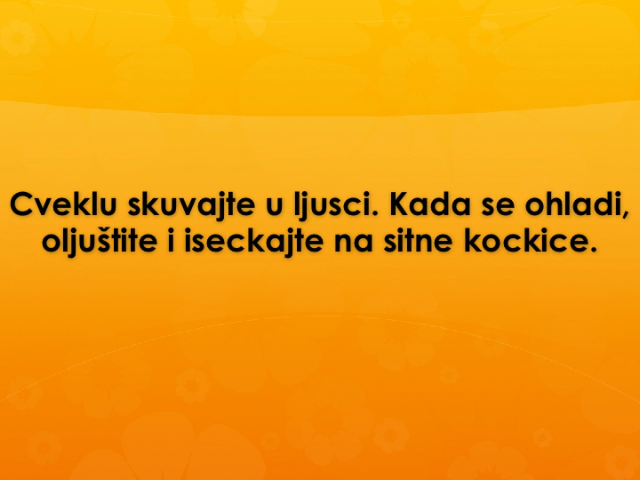 Cveklu skuvajte u ljusci. Kada se ohladi,
oljuštite i iseckajte na sitne kockice.